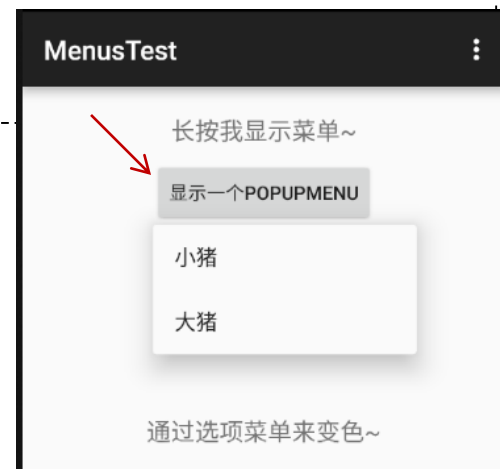 MenusTest
长按我显示菜单~
显示一个POPUPMENU
小猪
大猪
通过选项菜单来变色~